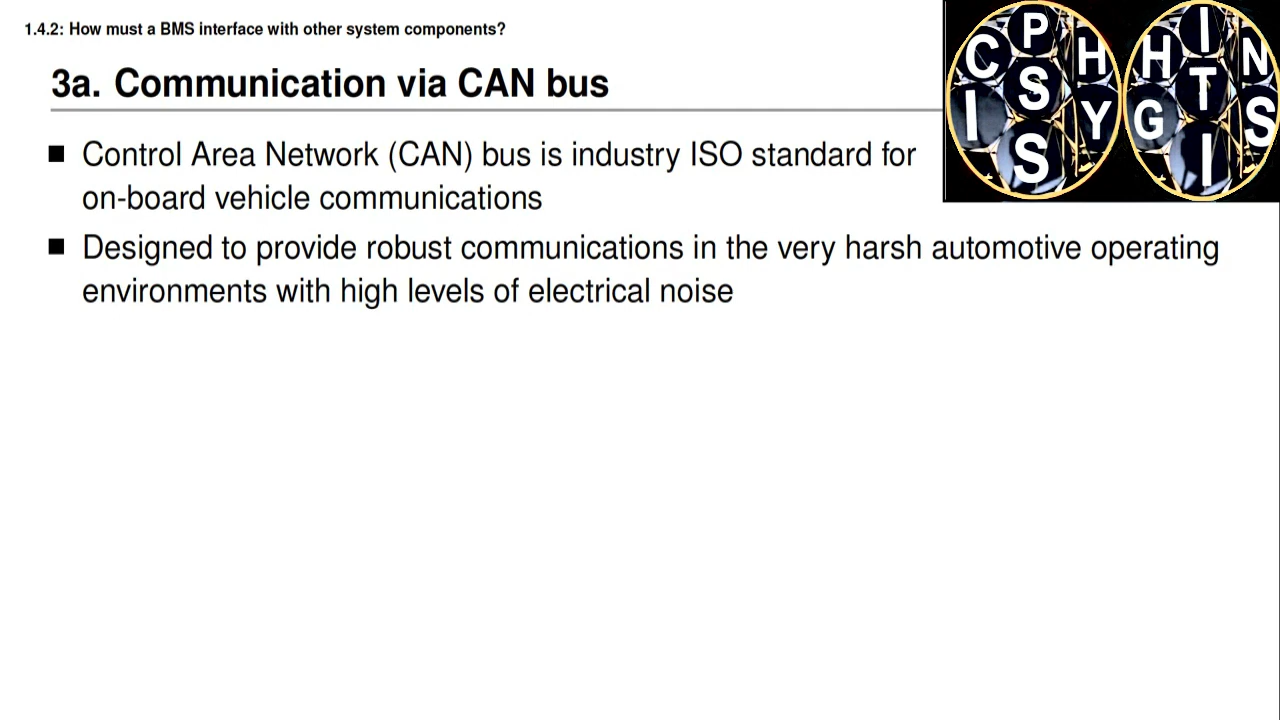 1.4.2: How must a BMS interface with other system components?
3a. Communication via CAN bus
Control Area Network (CAN) bus is industry ISO standard for
on-board vehicle communications
Designed to provide robust communications in the very harsh automotive operating
environments with high levels of electrical noise
P I
C H H N
S T
I Y G S
S I